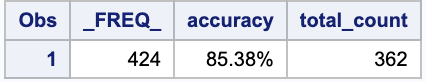 Obs _FREQ_ accuracy total_count
1 424 85.38% 362